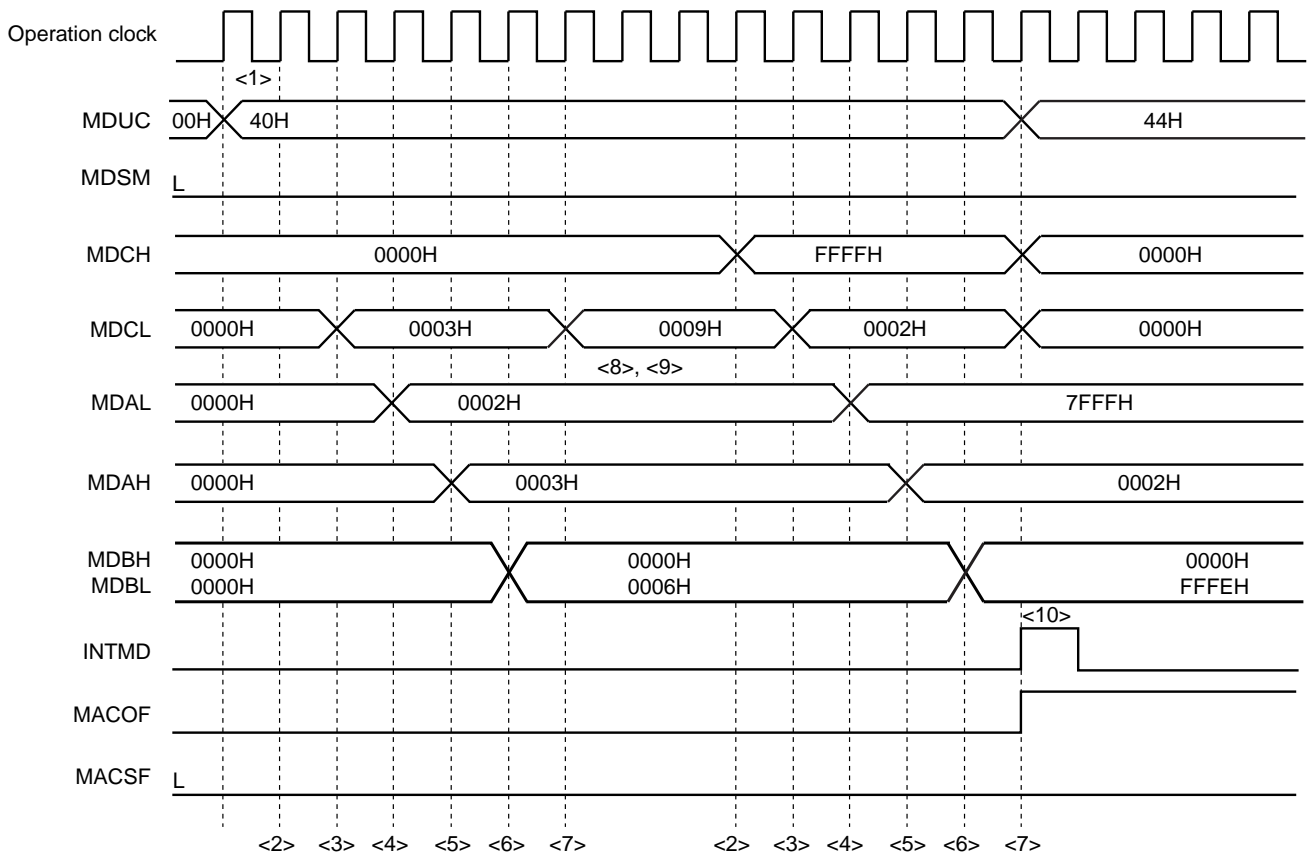 Operation clock
<1>
MDUC 00H 40H 44H
MDSM L
MDCH 0000H FFFFH 0000H
MDCL 0000H 0003H 0009H 0002H 0000H
<8>, <9>
MDAL 0000H 0002H 7FFFH
MDAH 0000H 0003H 0002H
MDBH 0000H 0000H 0000H
MDBL 0000H 0006H FFFEH
<10>
INTMD
MACOF
MACSF L
<2> <3> <4> <5> <6> <7> <2> <3> <4> <5> <6> <7>